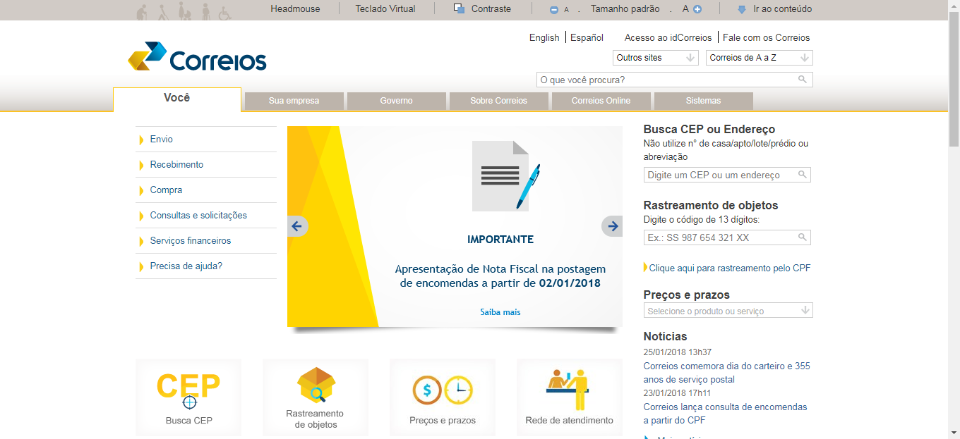 Headmouse
Teclado Virtual
Contraste
A . Tamanho padrão . A
Ir ao conteúdo
English
Español
Acesso ao idCorreios
Fale com os Correios
Correios
Outros sites
Correios de A a Z
O que você procura?
Você
Sua empresa
Governo
Sobre Correios
Correios Online
Sistemas
Envio
Recebimento
Compra
Consultas e solicitações
Serviços financeiros
Precisa de ajuda?
IMPORTANTE
Apresentação de Nota Fiscal na postagem
de encomendas a partir de 02/01/2018
Saiba mais
Busca CEP ou Endereço
Não utilize n° de casa/apto/lote/prédio ou
abreviação
Digite um CEP ou um endereço
Rastreamento de objetos
Digite o código de 13 dígitos:
Ex.: SS 987 654 321 XX
Clique aqui para rastreamento pelo CPF
Preços e prazos
Selecione o produto ou serviço
Notícias
25/01/2018 13h37
Correios comemora dia do carteiro e 355
anos de serviço postal
23/01/2018 17h11
Correios lança consulta de encomendas
a partir do CPF
CEP
Busca CEP
Rastreamento
de objetos
$
Preços e prazos
Rede de atendimento